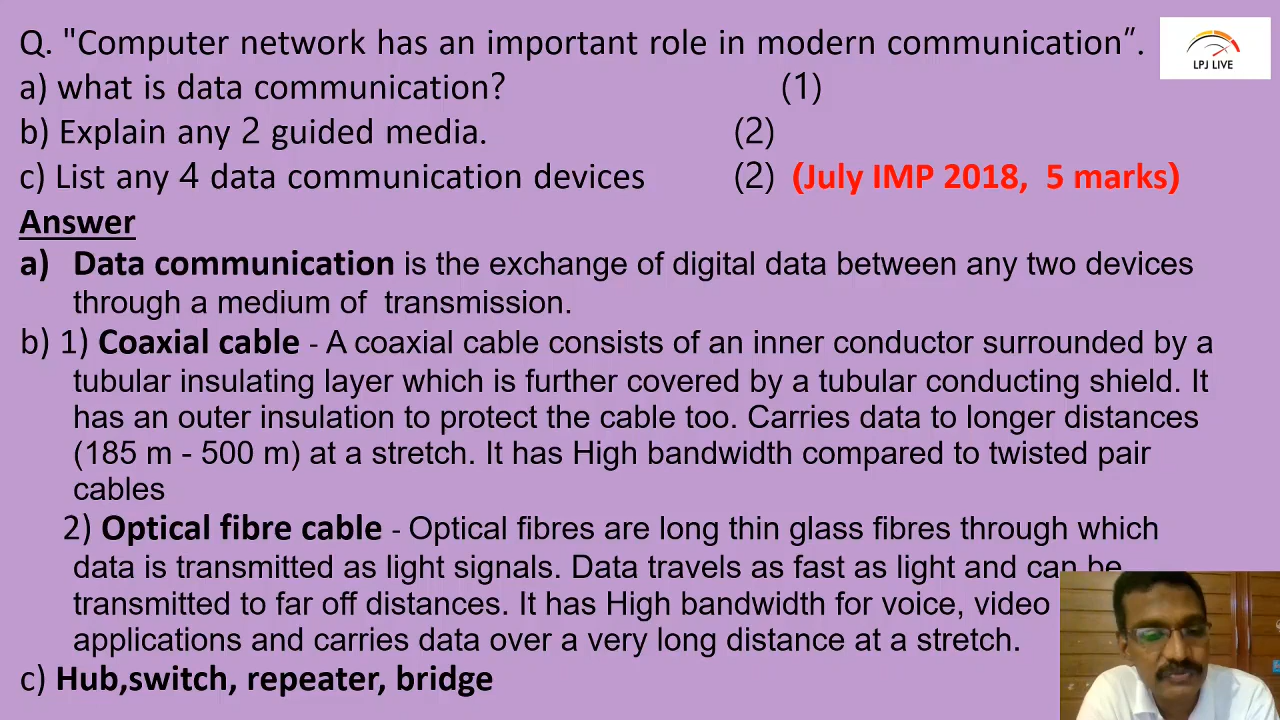 Q. "Computer network has an important role in modern communication”.
LPJ LIVE
a) what is data communication? (1)
b) Explain any 2 guided media. (2)
c) List any 4 data communication devices (2) (July IMP 2018, 5 marks)
Answer
a) Data communication is the exchange of digital data between any two devices
through a medium of transmission.
b) 1) Coaxial cable - A coaxial cable consists of an inner conductor surrounded by a
tubular insulating layer which is further covered by a tubular conducting shield. It
has an outer insulation to protect the cable too. Carries data to longer distances
(185 m - 500 m) at a stretch. It has High bandwidth compared to twisted pair
cables
2) Optical fibre cable - Optical fibres are long thin glass fibres through which
data is transmitted as light signals. Data travels as fast as light and can be
transmitted to far off distances. It has High bandwidth for voice, video
applications and carries data over a very long distance at a stretch.
c) Hub,switch, repeater, bridge